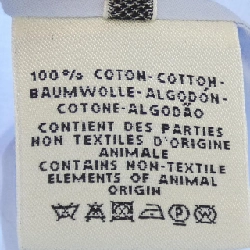 100% COTON-COTTON-
BAUMWOLLE-ALGODÓN-
COTONE-ALGODÃO
CONTIENT DES PARTIES
NON TEXTILES D'ORIGINE
ANIMALE
CONTAINS NON-TEXTILE
ELEMENTS OF ANIMAL
ORIGIN